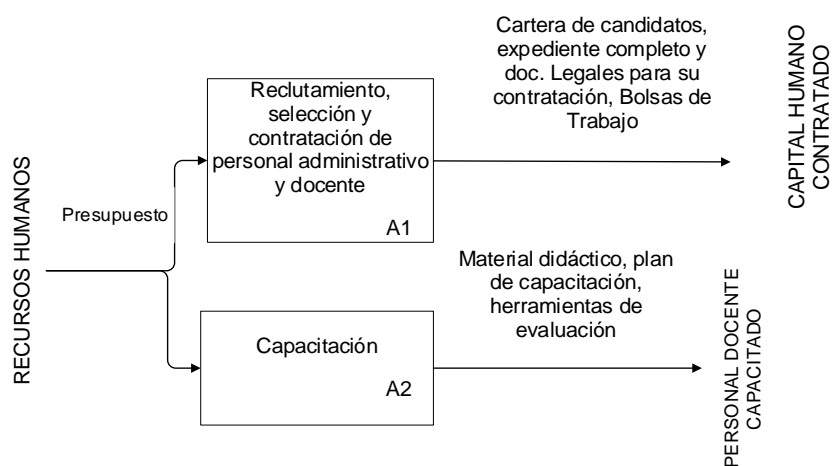 RECURSOS HUMANOS
Presupuesto
Reclutamiento,
selección y
contratación de
personal administrativo
y docente
A1
Cartera de candidatos,
expediente completo y
doc. Legales para su
contratación, Bolsas de
Trabajo
CAPITAL HUMANO
CONTRATADO
Capacitación
A2
Material didáctico, plan
de capacitación,
herramientas de
evaluación
PERSONAL DOCENTE
CAPACITADO